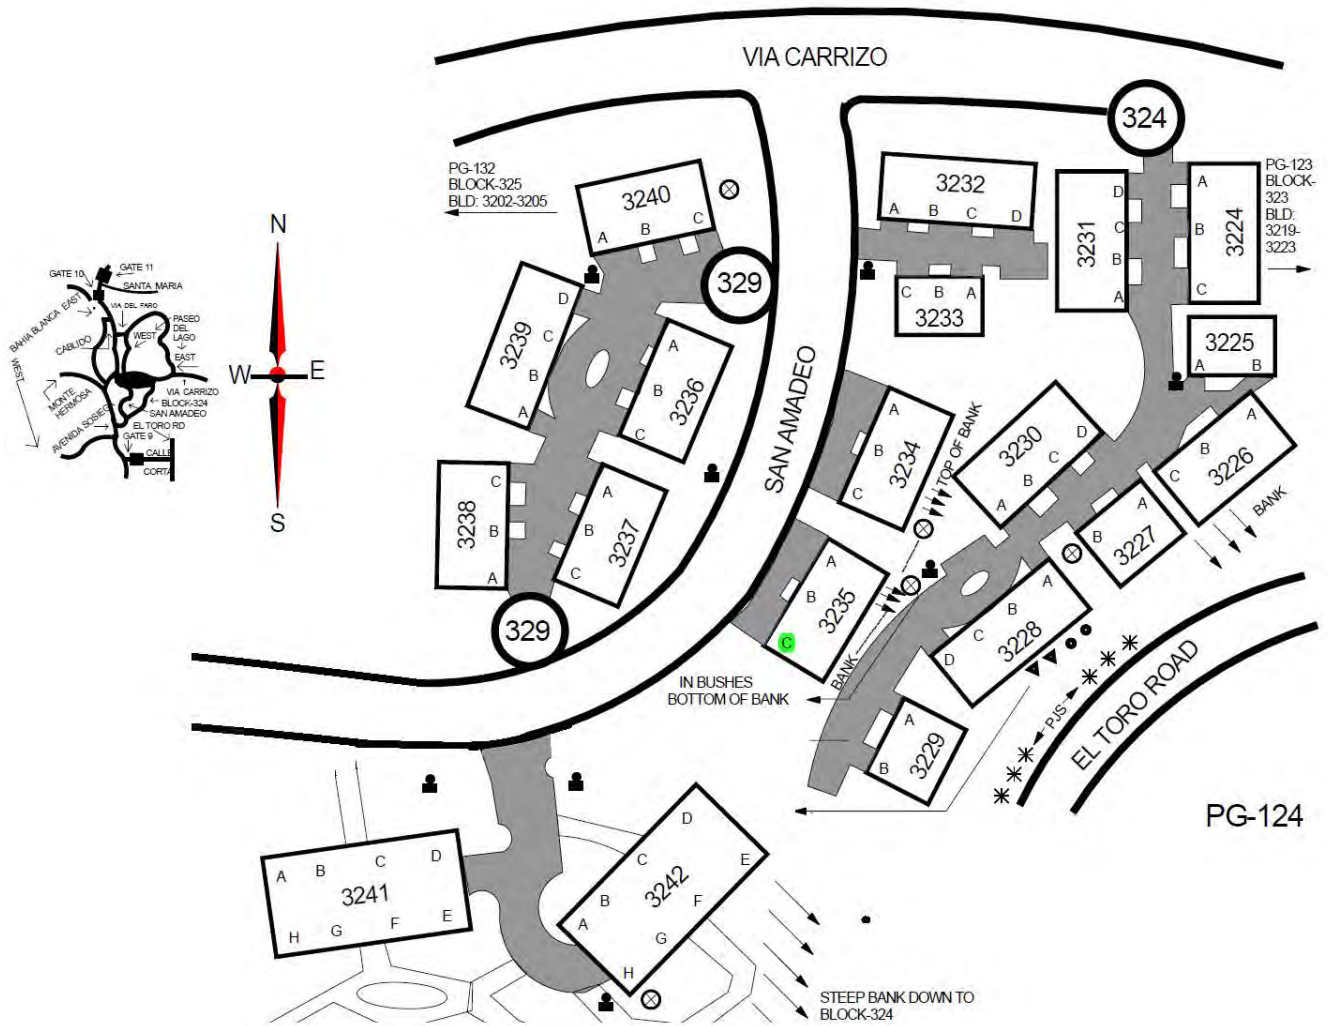 VIA CARRIZO
324
PG-132
BLOCK-325
BLD: 3202-3205
3240
A B C
3232
A B C D
3231
D
C
B
A
3224
A
B
C
PG-123
BLOCK-
323
BLD:
3219-
3223
329
3239
D
C
B
A
3236
A
B
C
3233
C B A
3225
A B
N
W E
S
GATE 10
GATE 11
SANTA MARIA
BAHIA BLANCA EAST
WEST
VIA DEL FARO
PASEO
DEL
LAGO
WEST
EAST
CABLIDO
MONTE
HERMOSA
VIA CARRIZO
BLOCK-324
SAN AMADEO
EL TORO RD
AVENIDA SOSIEG
GATE 9
CALLE
CORTA
SAN AMADEO
3234
A
B
C
TOP OF BANK
3230
A B C D
3226
A
B
C
BANK
3238
C
B
A
3237
A
B
C
3227
A
B
3235
A
B
C
3228
A
B
C
D
329
BANK
IN BUSHES
BOTTOM OF BANK
3229
A
B
PJS
EL TORO ROAD
PG-124
3241
A B C D
H G F E
3242
D
C E
B F
A G
H
STEEP BANK DOWN TO
BLOCK-324